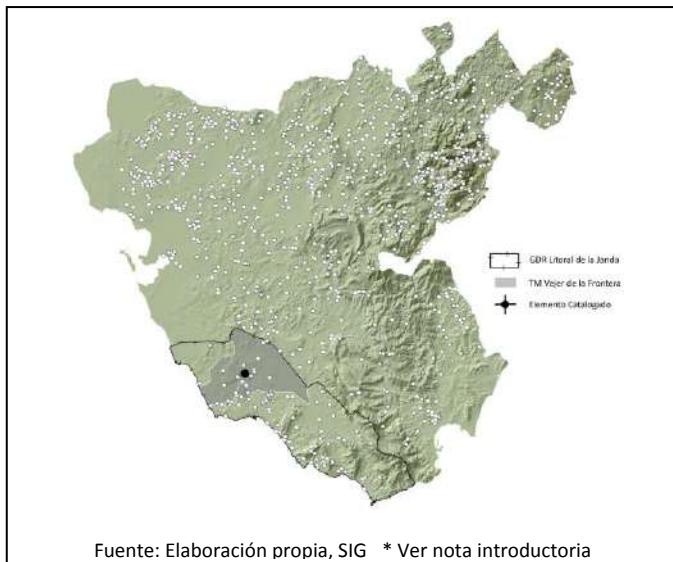 GDR Litoral de la Janda
TM Vejer de la Frontera
Elemento Catalogado
Fuente: Elaboración propia, SIG * Ver nota introductoria